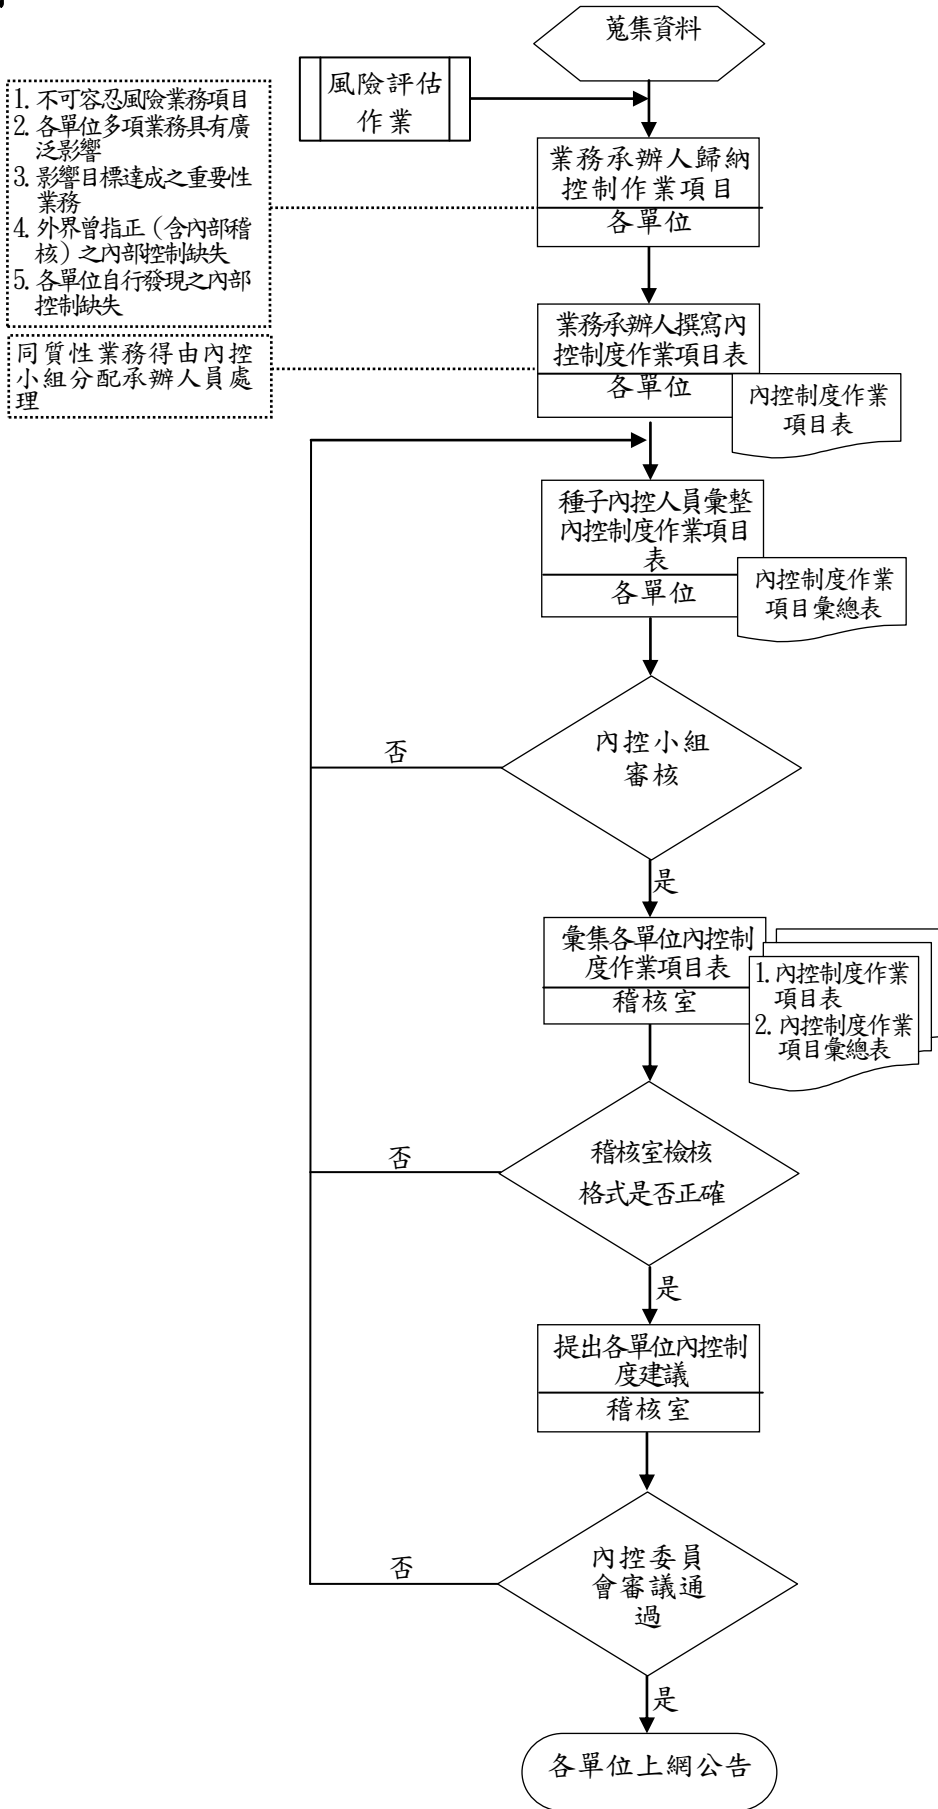 蒐集資料
風險評估
作業
1. 不可容忍風險業務項目
2. 各單位多項業務具有廣
泛影響
3. 影響目標達成之重要性
業務
4. 外界曾指正（含內部稽
核）之內部控制缺失
5. 各單位自行發現之內部
控制缺失
業務承辦人歸納
控制作業項目
各單位
同質性業務得由內控
小組分配承辦人員處
理
業務承辦人撰寫內
控制度作業項目表
各單位
內控制度作業
項目表
種子內控人員彙整
內控制度作業項目
表
各單位
內控制度作業
項目彙總表
內控小組
審核
否
是
彙集各單位內控制
度作業項目表
稽核室
1. 內控制度作業
項目表
2. 內控制度作業
項目彙總表
稽核室檢核
格式是否正確
否
是
提出各單位內控制
度建議
稽核室
內控委員
會審議通
過
否
是
各單位上網公告